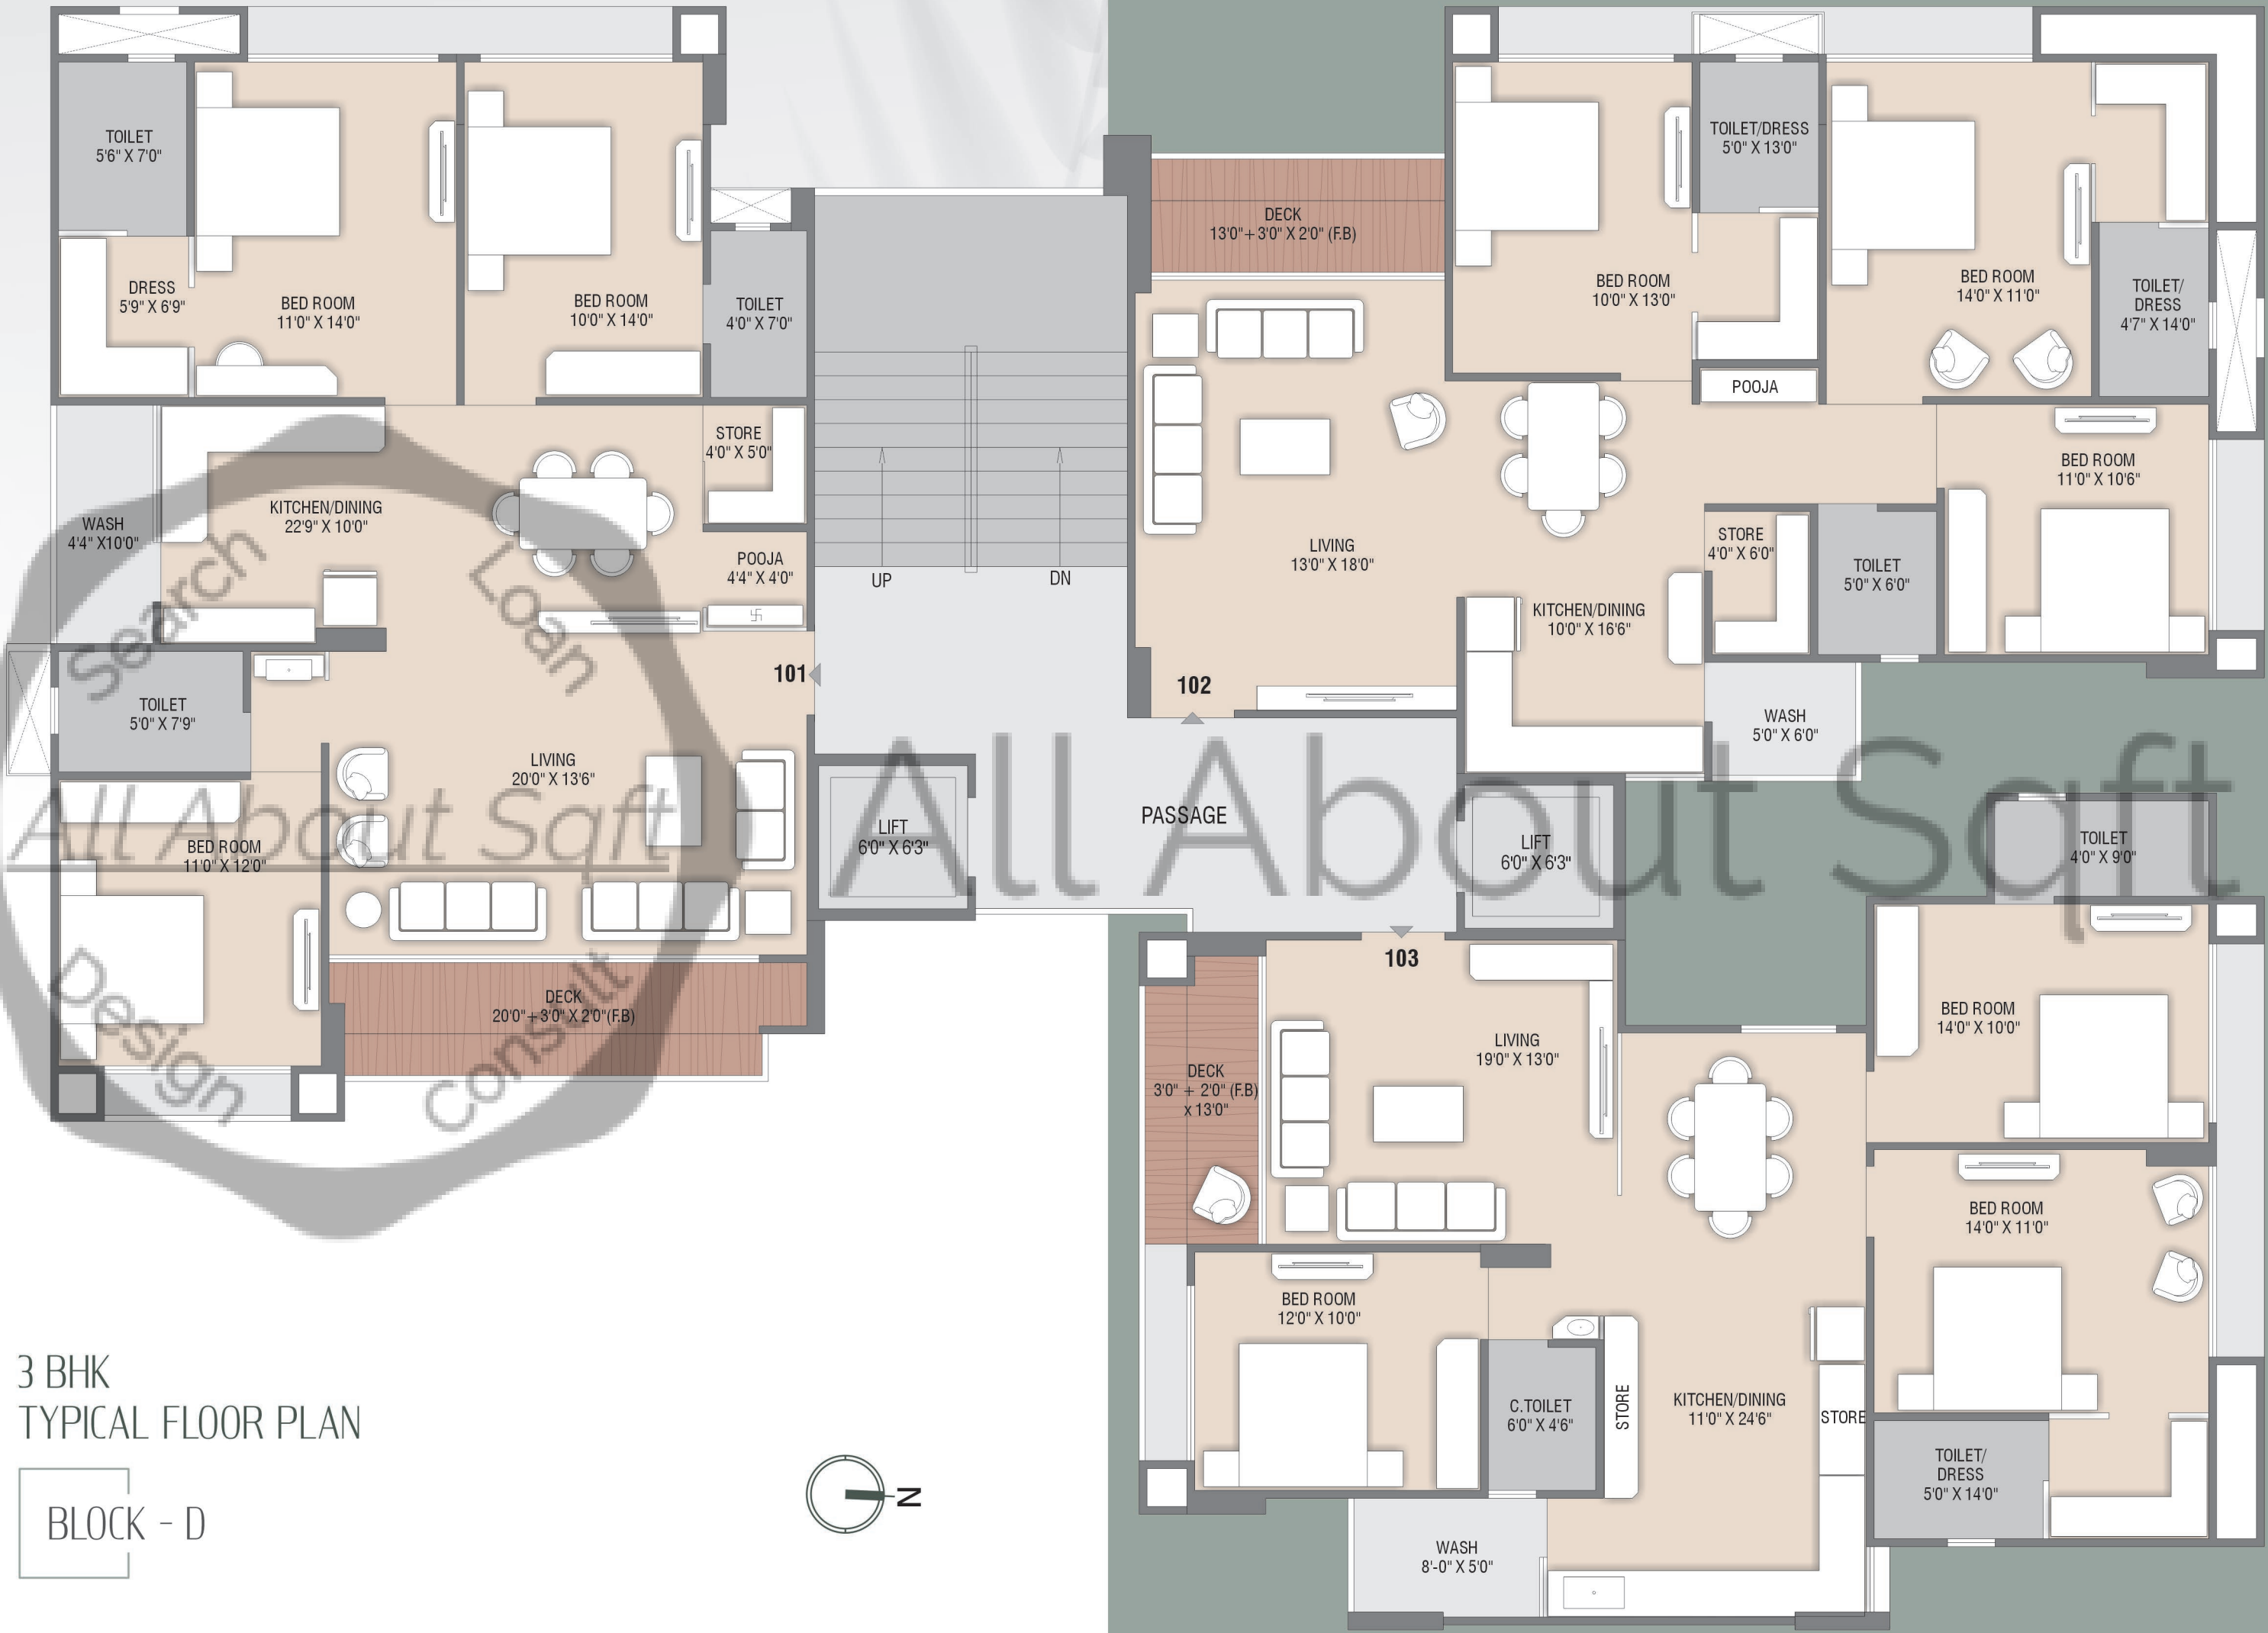 TOILET
5'6" X 7'0"
DRESS
5'9" X 6'9"
BED ROOM
11'0" X 14'0"
BED ROOM
10'0" X 14'0"
TOILET
4'0" X 7'0"
STORE
4'0" X 5'0"
KITCHEN/DINING
22'9" X 10'0"
WASH
4'4" X10'0"
POOJA
4'4" X 4'0"
UP
DN
101
TOILET
5'0" X 7'9"
LIVING
20'0" X 13'6"
BED ROOM
11'0" X 12'0"
DECK
20'0"+3'0" X 2'0"(F.B)
LIFT
6'0" X 6'3"
PASSAGE
LIFT
6'0" X 6'3"
DECK
13'0"+3'0" X 2'0" (F.B)
BED ROOM
10'0" X 13'0"
TOILET/DRESS
5'0" X 13'0"
BED ROOM
14'0" X 11'0"
TOILET/
DRESS
4'7" X 14'0"
POOJA
BED ROOM
11'0" X 10'6"
LIVING
13'0" X 18'0"
STORE
4'0" X 6'0"
TOILET
5'0" X 6'0"
KITCHEN/DINING
10'0" X 16'6"
102
WASH
5'0" X 6'0"
TOILET
4'0" X 9'0"
103
LIVING
19'0" X 13'0"
DECK
3'0" + 2'0" (F.B)
x 13'0"
BED ROOM
14'0" X 10'0"
BED ROOM
14'0" X 11'0"
BED ROOM
12'0" X 10'0"
C.TOILET
6'0" X 4'6"
STORE
KITCHEN/DINING
11'0" X 24'6"
STORE
TOILET/
DRESS
5'0" X 14'0"
WASH
8'-0" X 5'0"
Search
Loan
Design
Consult
All About Sqft
All About Sqft
3 BHK
TYPICAL FLOOR PLAN
BLOCK - D
N